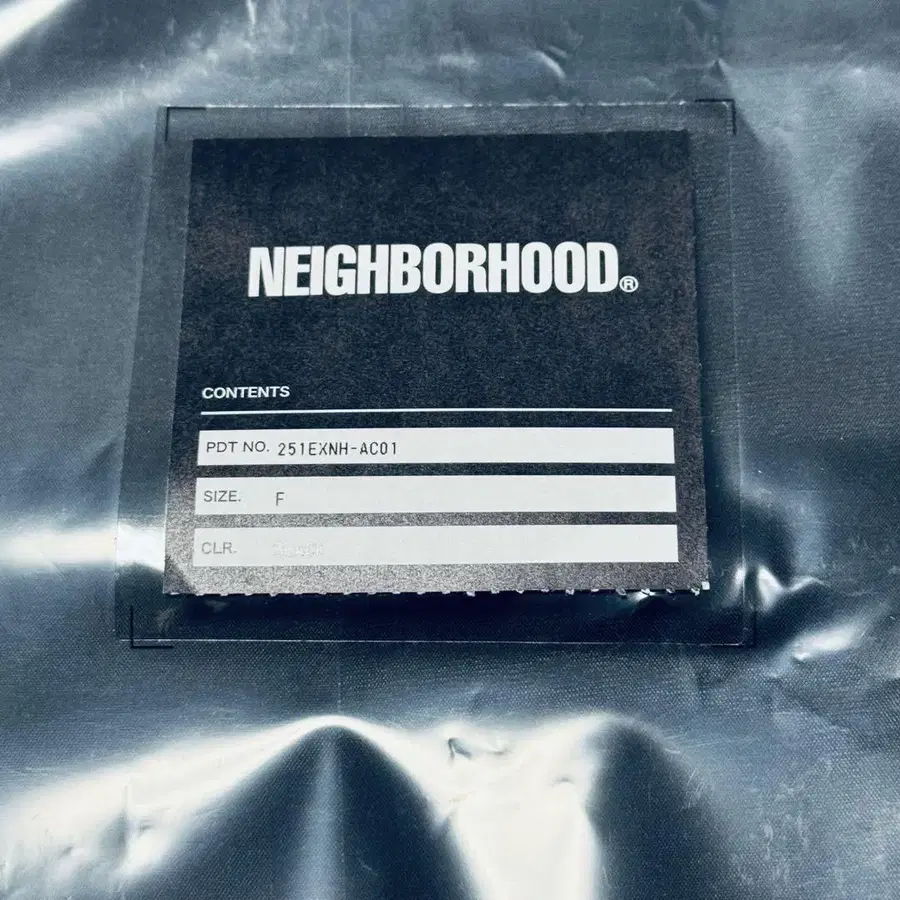 NEIGHBORHOOD®
CONTENTS
PDT NO. 251EXNH-AC01
SIZE. F
CLR.